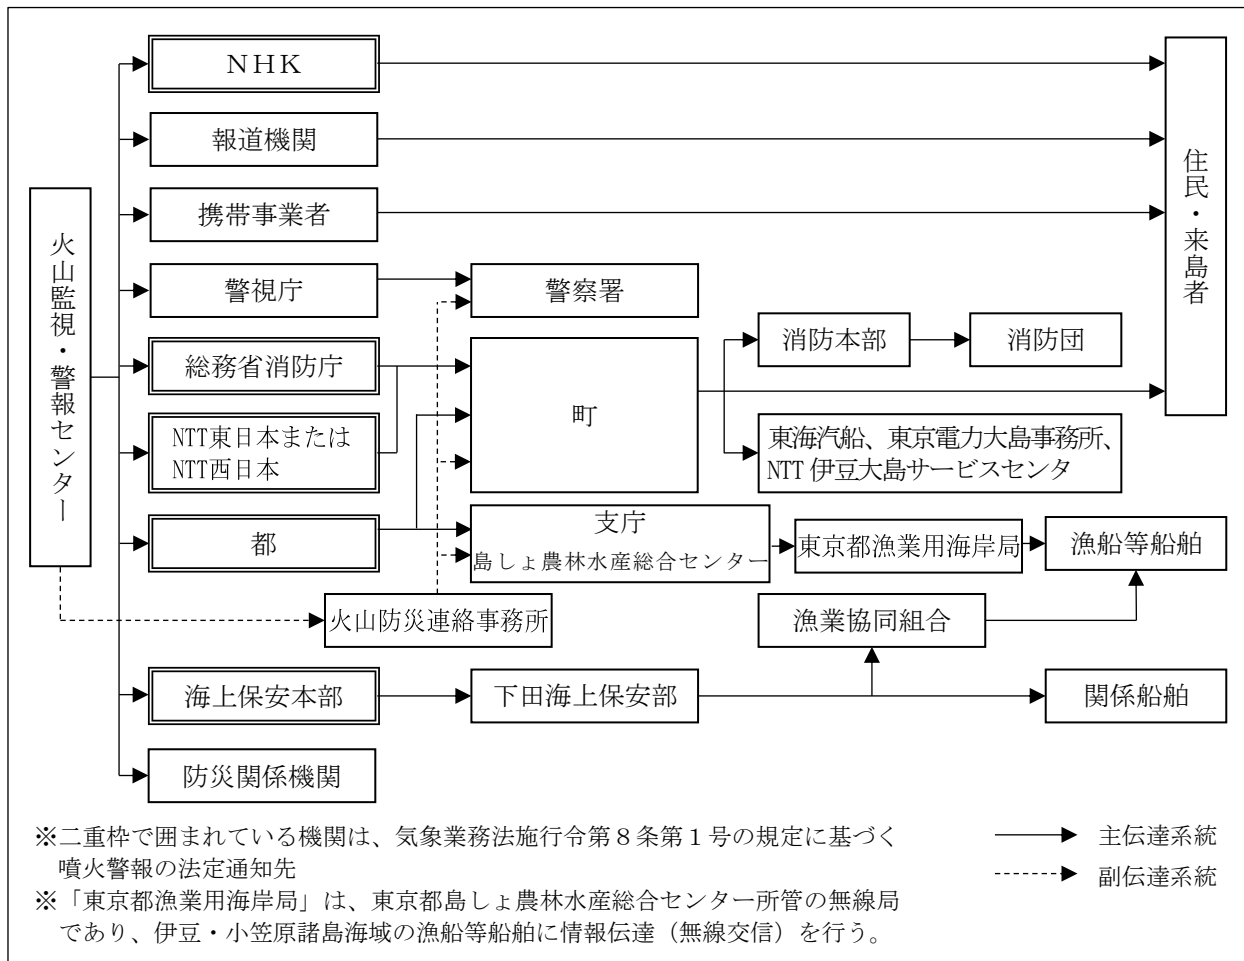 NHK
報道機関
携帯事業者
警視庁
総務省消防庁
NTT東日本または
NTT西日本
都
火山監視・警報センター
火山防災連絡事務所
海上保安本部
防災関係機関
警察署
町
支庁
島しょ農林水産総合センター
下田海上保安部
消防本部
消防団
東海汽船、東京電力大島事務所、
NTT伊豆大島サービスセンタ
東京都漁業用海岸局
漁船等船舶
漁業協同組合
関係船舶
住民・来島者
※二重枠で囲まれている機関は、気象業務法施行令第8条第1号の規定に基づく
噴火警報の法定通知先
※「東京都漁業用海岸局」は、東京都島しょ農林水産総合センター所管の無線局
であり、伊豆・小笠原諸島海域の漁船等船舶に情報伝達（無線交信）を行う。
主伝達系統
副伝達系統